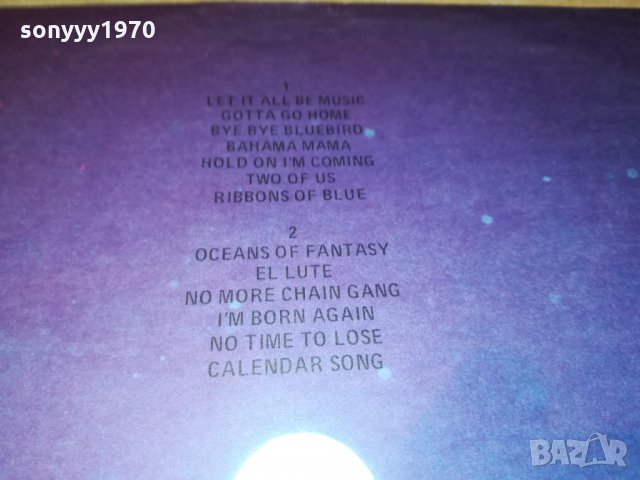 sonyyy1970
1
LET IT ALL BE MUSIC
GOTTA GO HOME
BYE BYE BLUEBIRD
BAHAMA MAMA
HOLD ON I'M COMING
TWO OF US
RIBBONS OF BLUE
2
OCEANS OF FANTASY
EL LUTE
NO MORE CHAIN GANG
I'M BORN AGAIN
NO TIME TO LOSE
CALENDAR SONG
BAZAR